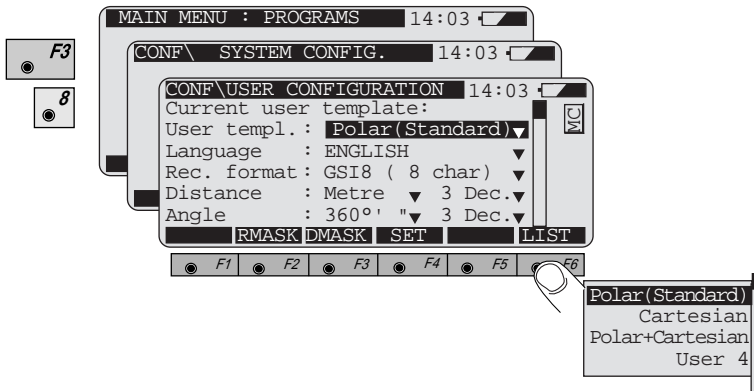 MAIN MENU : PROGRAMS 14:03
F3
CONF\ SYSTEM CONFIG. 14:03
8
CONF\USER CONFIGURATION 14:03
Current user template:
MC
User templ.: Polar(Standard)▼
Language : ENGLISH ▼
Rec. format: GSI8 ( 8 char) ▼
Distance : Metre ▼ 3 Dec.▼
Angle : 360°' "▼ 3 Dec.▼
RMASK DMASK SET LIST
F1 F2 F3 F4 F5 F6
Polar(Standard)
Cartesian
Polar+Cartesian
User 4